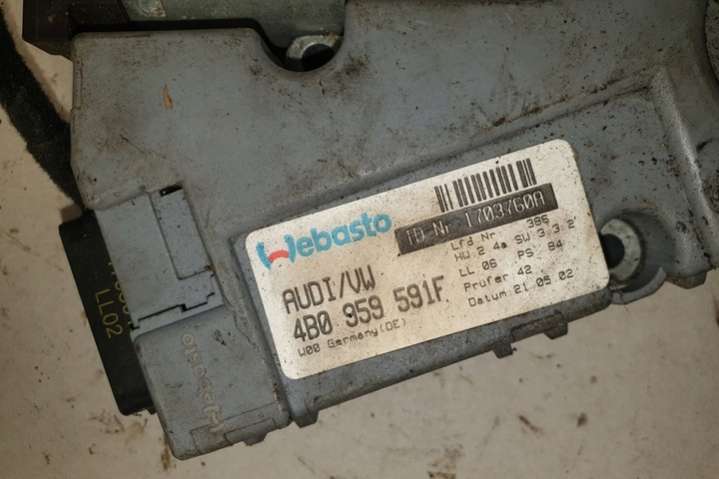 Webasto
ID-Nr 1703760A
AUDI/VW
4B0 959 591F
W00 Germany(DE)
Lfd Nr. 386
HW.2.4a SW.3.3.2
LL 06 PS. 84
Prüfer 42
Datum 21.05.02
LL02